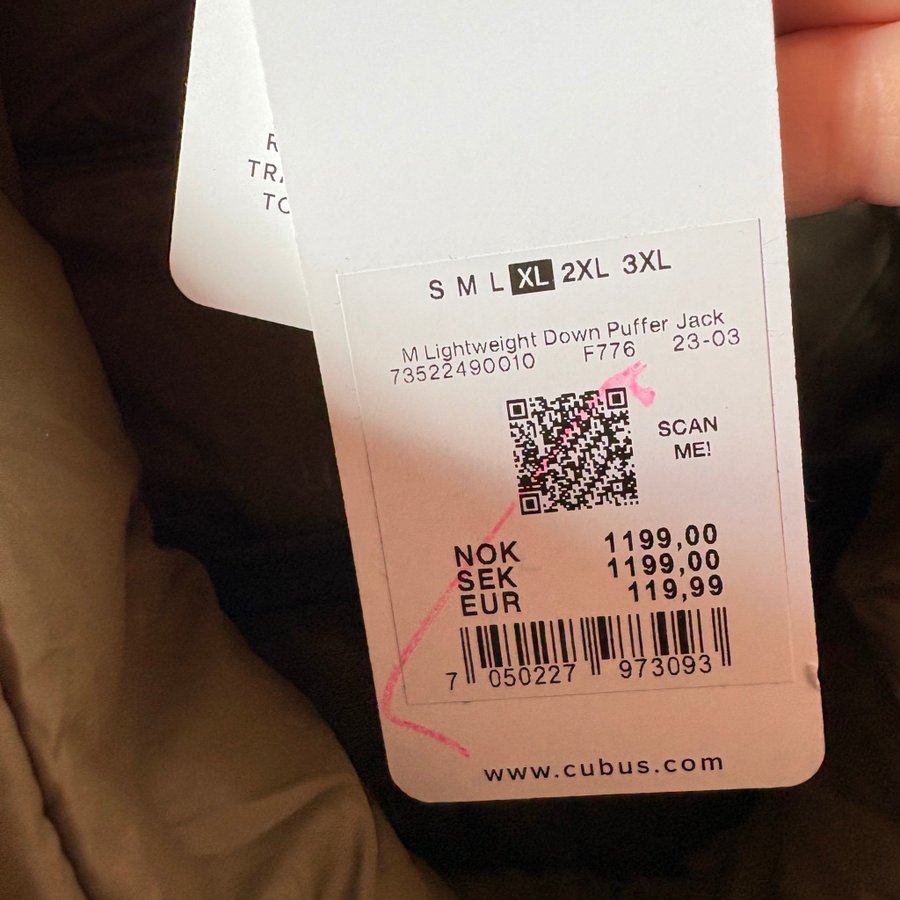 S M L XL 2XL 3XL
M Lightweight Down Puffer Jack
73522490010 F776 23-03
SCAN
ME!
NOK 1199,00
SEK 1199,00
EUR 119,99
7 050227 973093
www.cubus.com